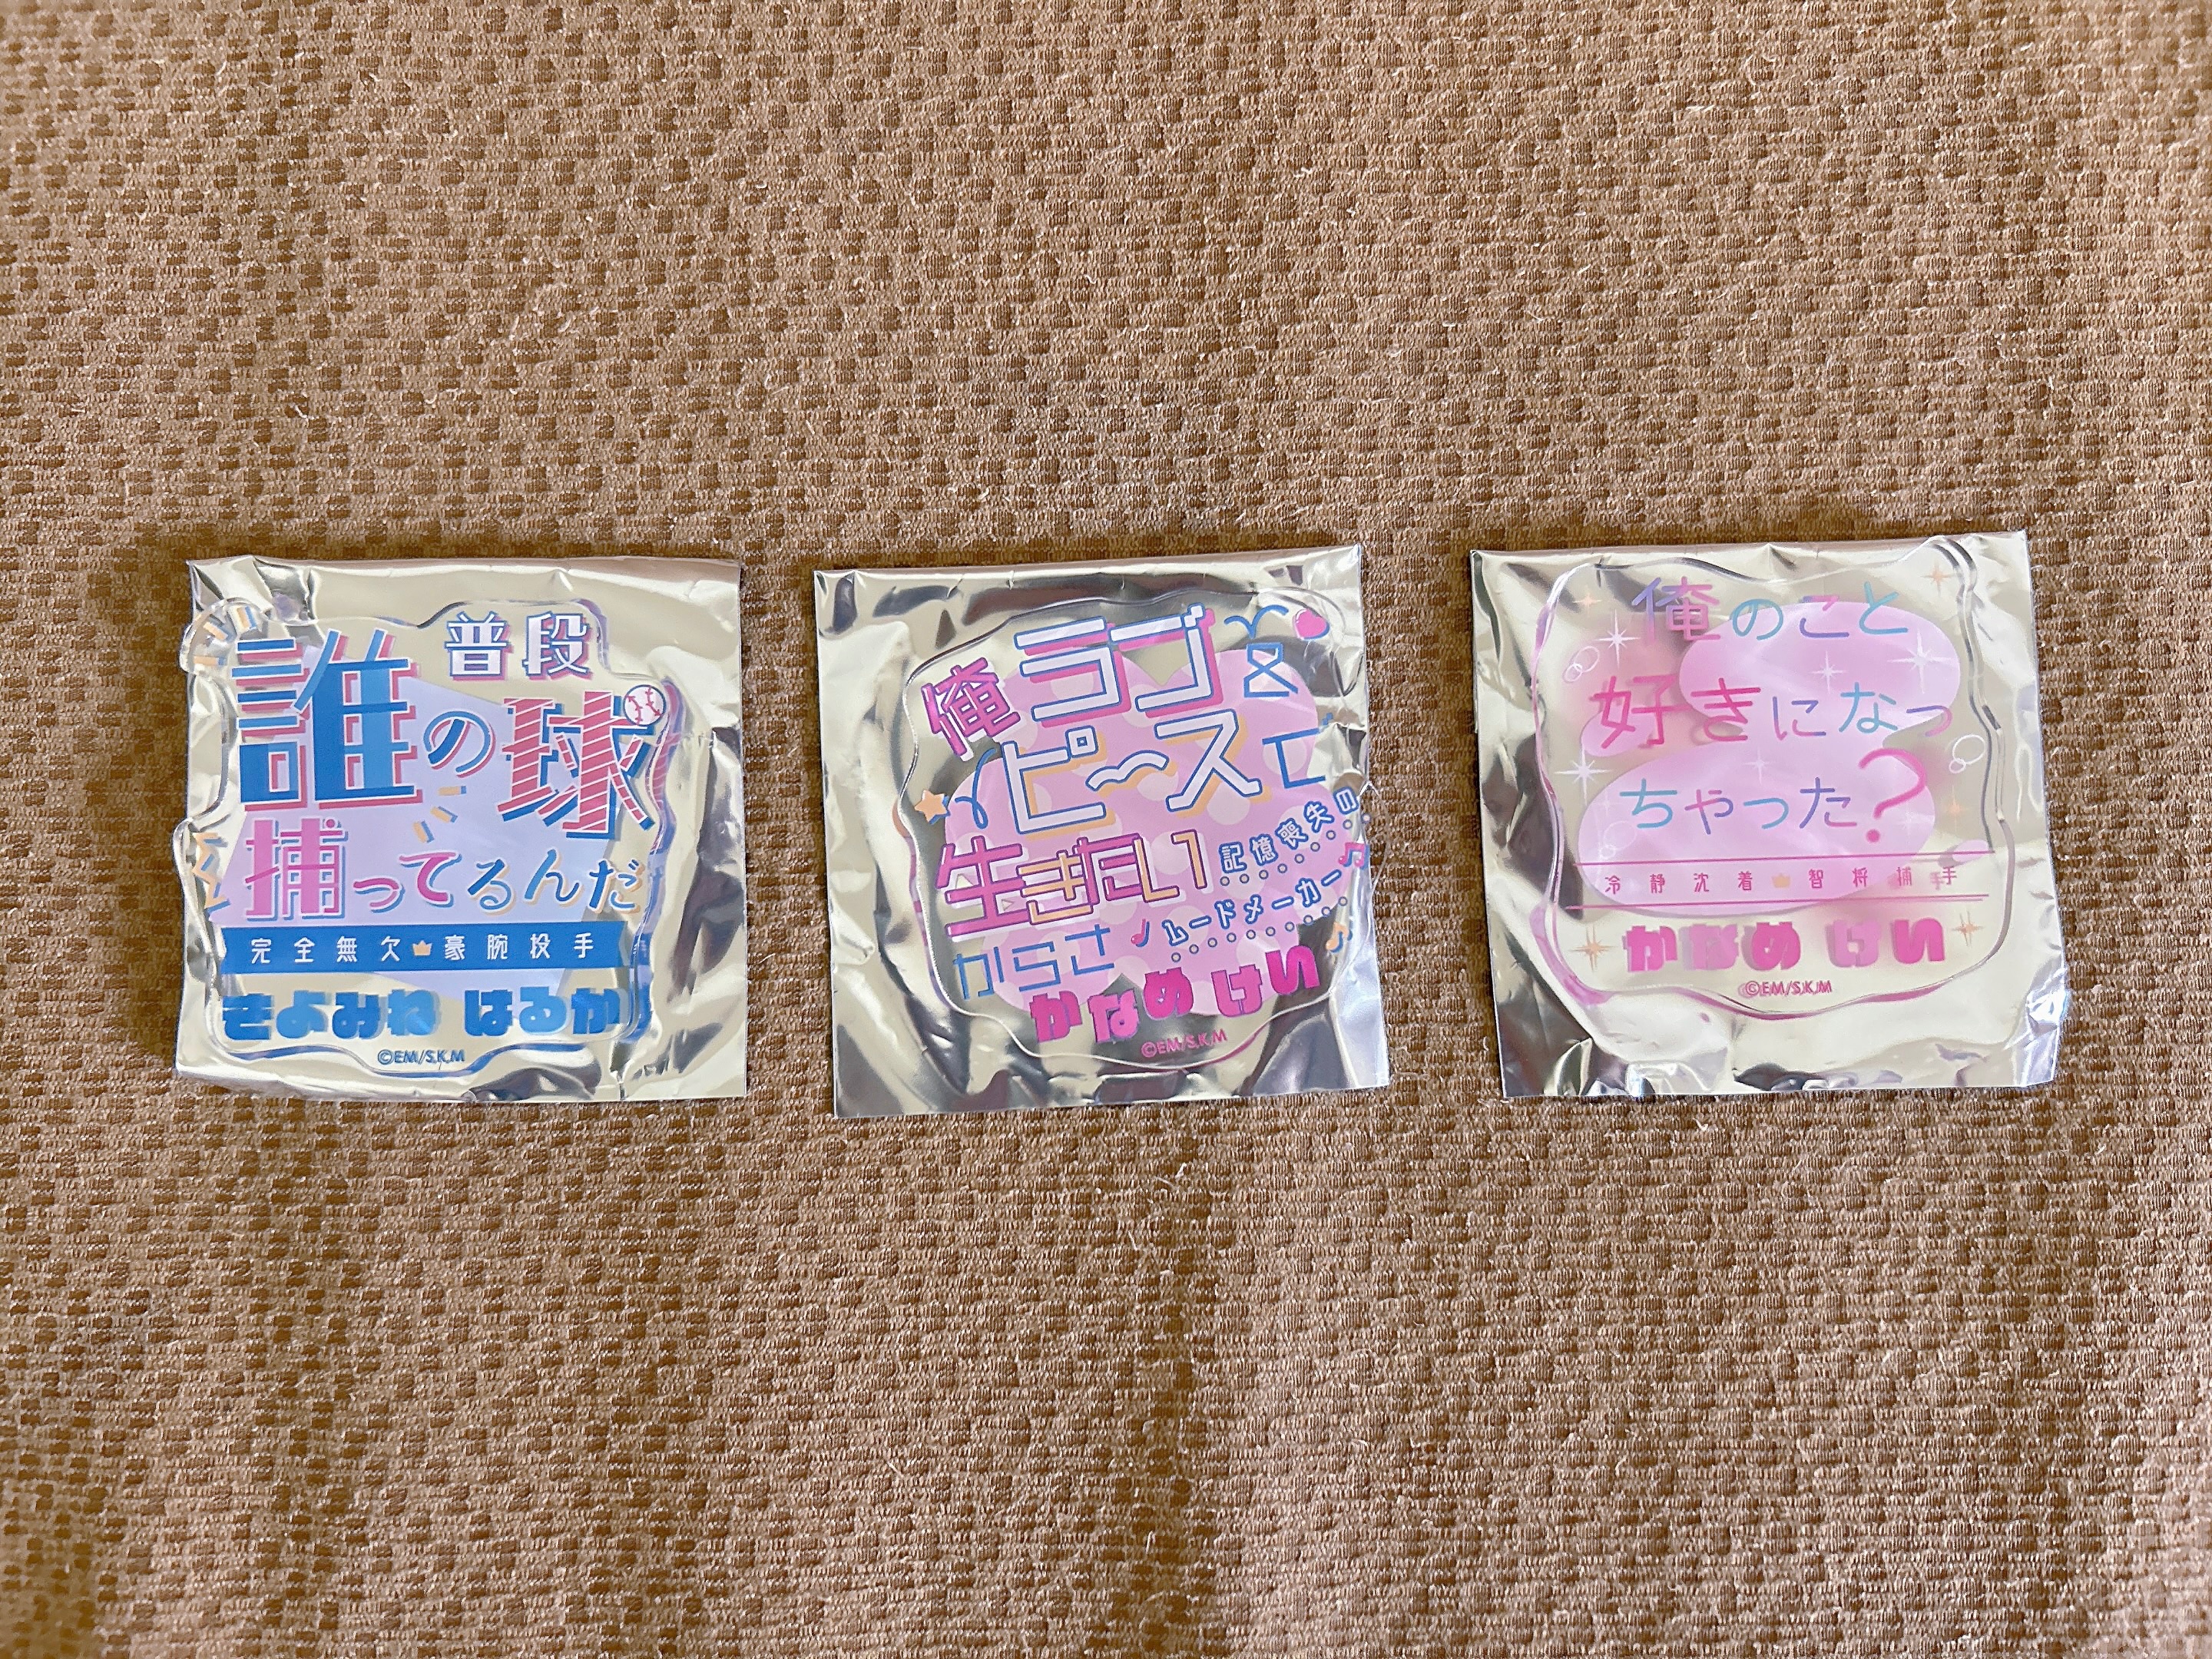 普段
誰の球
捕ってるんだ
完全無欠 豪腕投手
きよみね はるか
©EM/S.K.M
俺ラブ&
ピースに
生きたい
からさ
記憶喪失
ムードメーカー
かなめ けい
©EM/S.K.M
俺のこと
好きになっ
ちゃった?
冷静沈着 智将捕手
かなめ けい
©EM/S.K.M